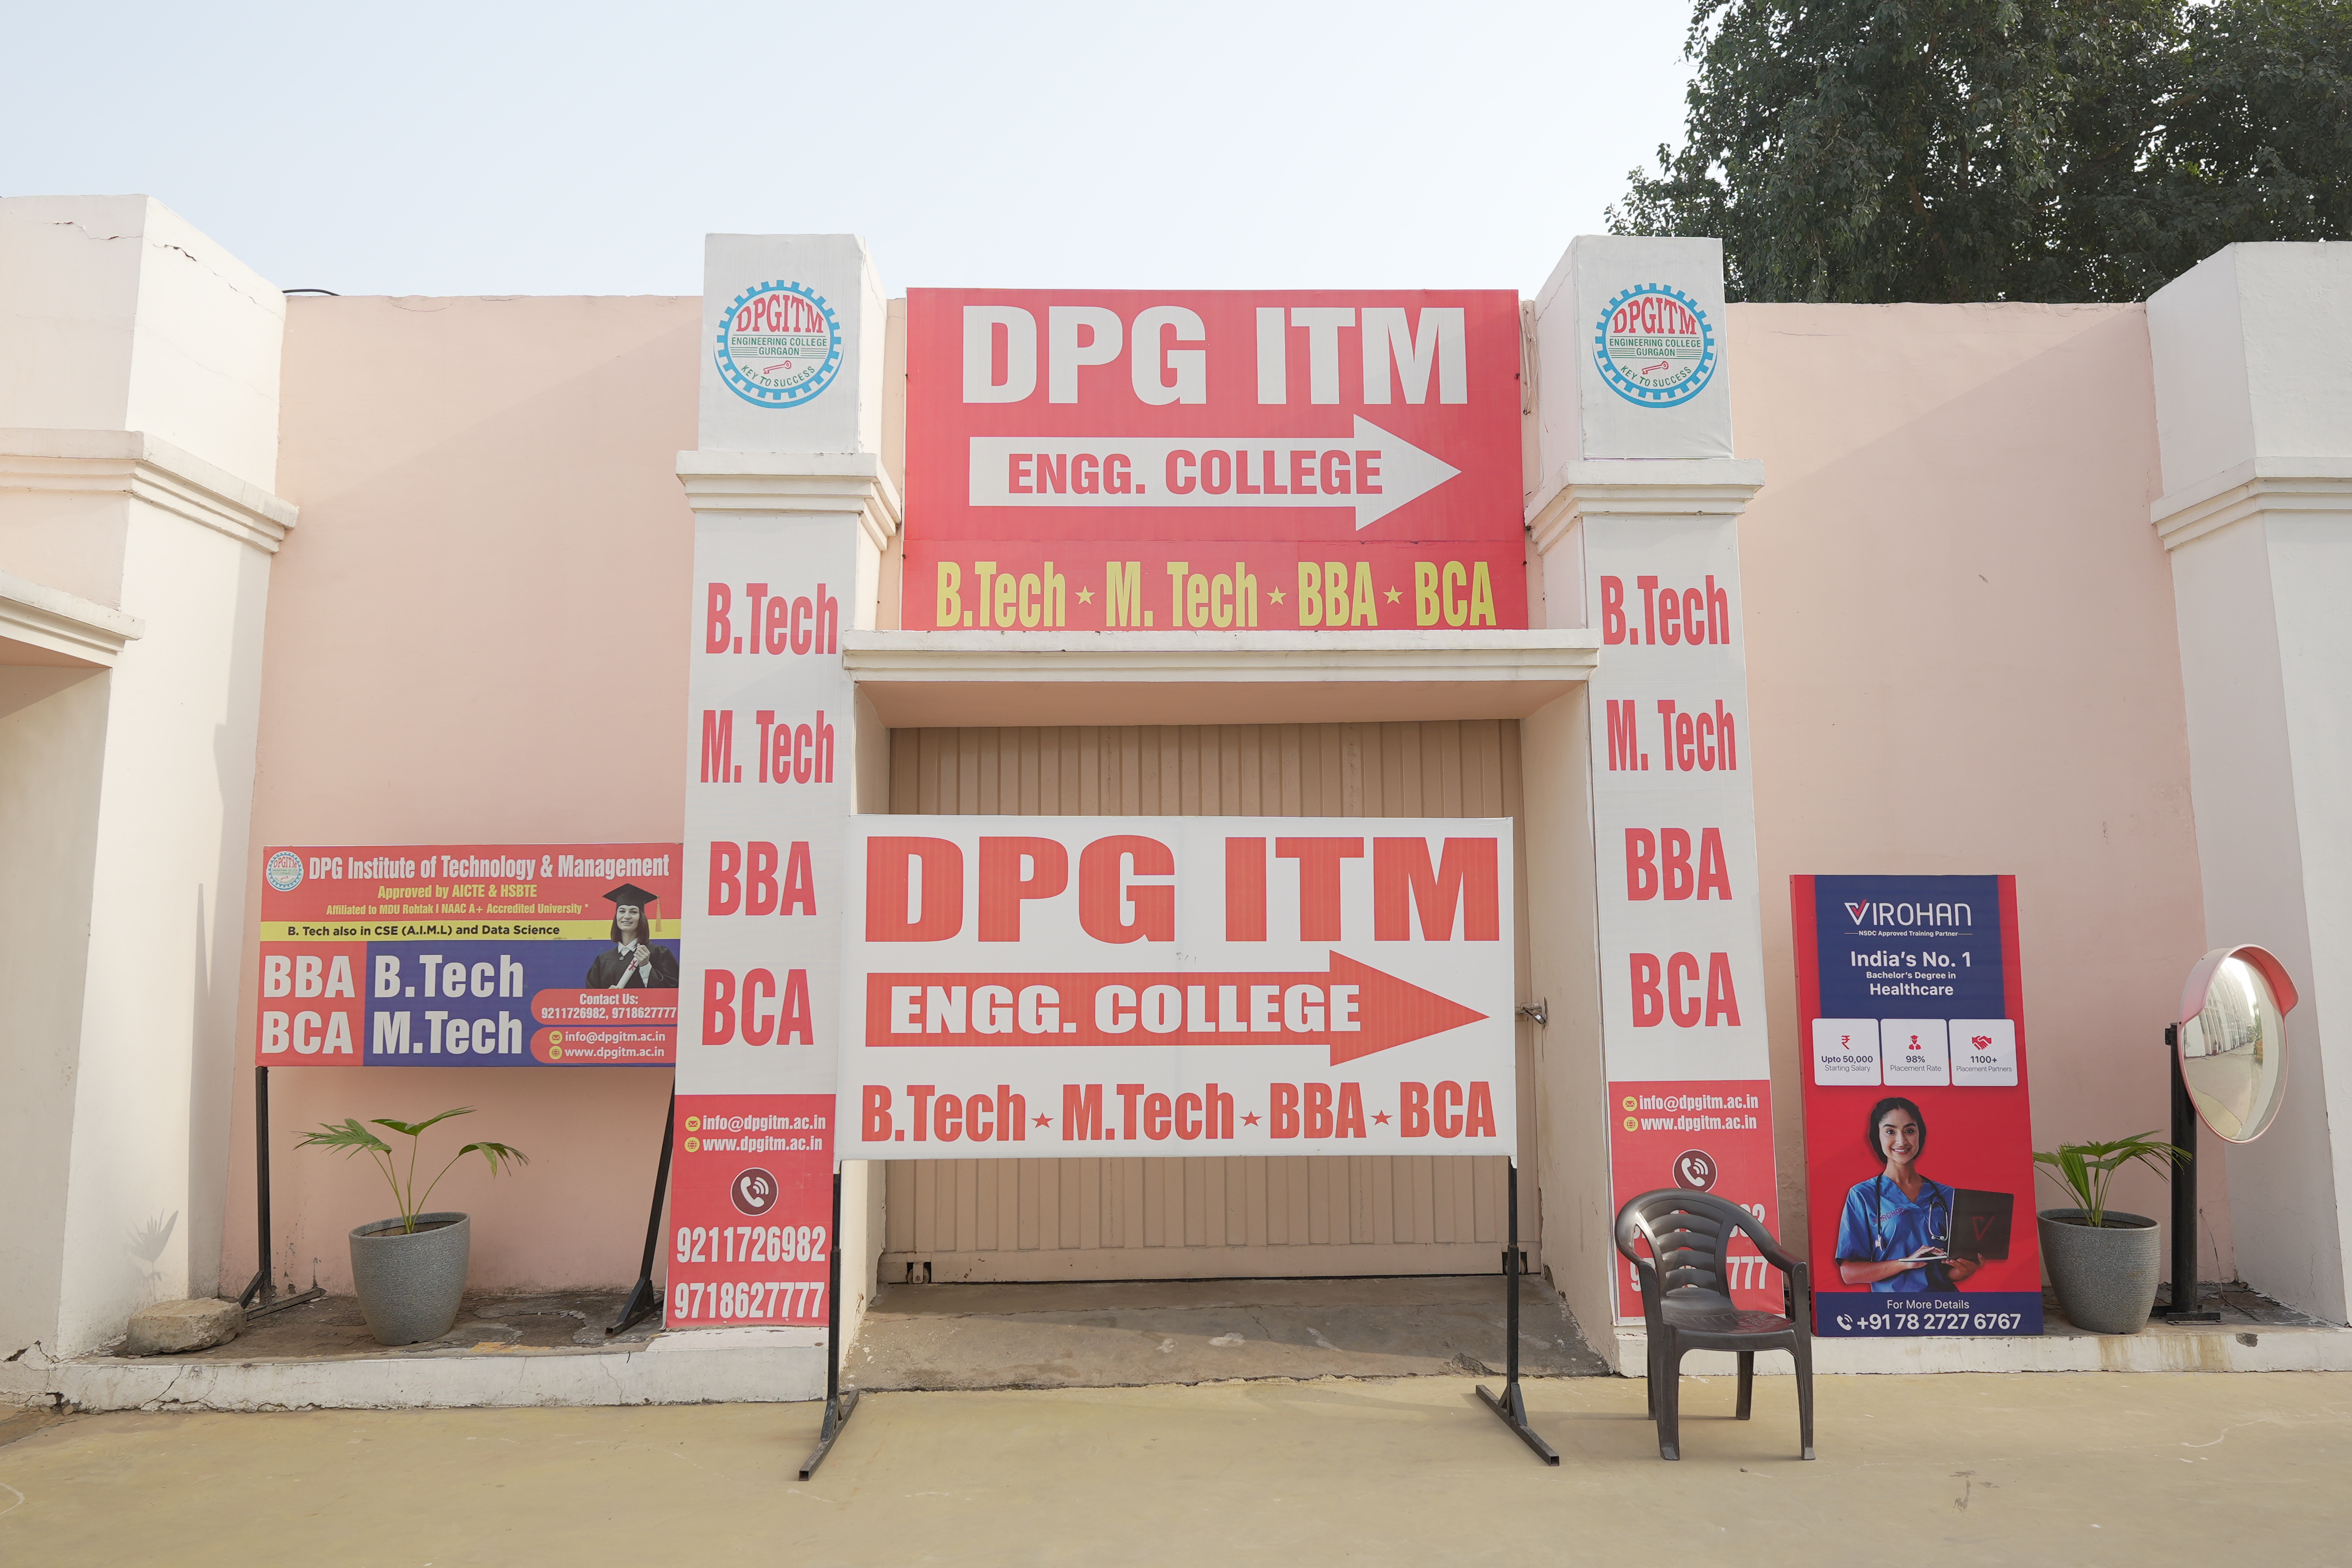 DPGITM
ENGINEERING COLLEGE
GURGAON
KEY TO SUCCESS
DPG ITM
ENGG. COLLEGE
B.Tech ★ M. Tech ★ BBA ★ BCA
DPGITM
ENGINEERING COLLEGE
GURGAON
KEY TO SUCCESS
DPGITM
DPG Institute of Technology & Management
Approved by AICTE & HSBTE
Affiliated to MDU Rohtak I NAAC A+ Accredited University *
B. Tech also in CSE (A.I.M.L) and Data Science
BBA
BCA
B.Tech
M.Tech
Contact Us:
9211726982, 9718627777
info@dpgitm.ac.in
www.dpgitm.ac.in
B.Tech
M. Tech
BBA
BCA
info@dpgitm.ac.in
www.dpgitm.ac.in
9211726982
9718627777
DPG ITM
ENGG. COLLEGE
B.Tech ★ M.Tech ★ BBA ★ BCA
B.Tech
M. Tech
BBA
BCA
info@dpgitm.ac.in
www.dpgitm.ac.in
VIROHAN
NSDC Approved Training Partner
India's No. 1
Bachelor's Degree in
Healthcare
Upto 50,000
Starting Salary
98%
Placement Rate
1100+
Placement Partners
For More Details
+91 78 2727 6767